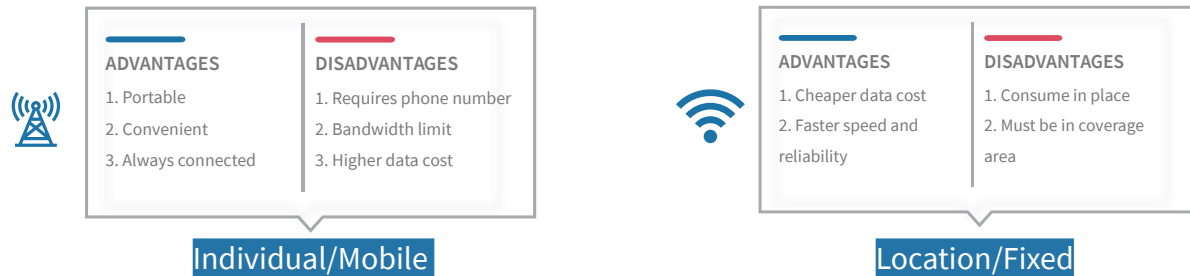 ADVANTAGES
1. Portable
2. Convenient
3. Always connected
DISADVANTAGES
1. Requires phone number
2. Bandwidth limit
3. Higher data cost
Individual/Mobile
ADVANTAGES
1. Cheaper data cost
2. Faster speed and
reliability
DISADVANTAGES
1. Consume in place
2. Must be in coverage
area
Location/Fixed